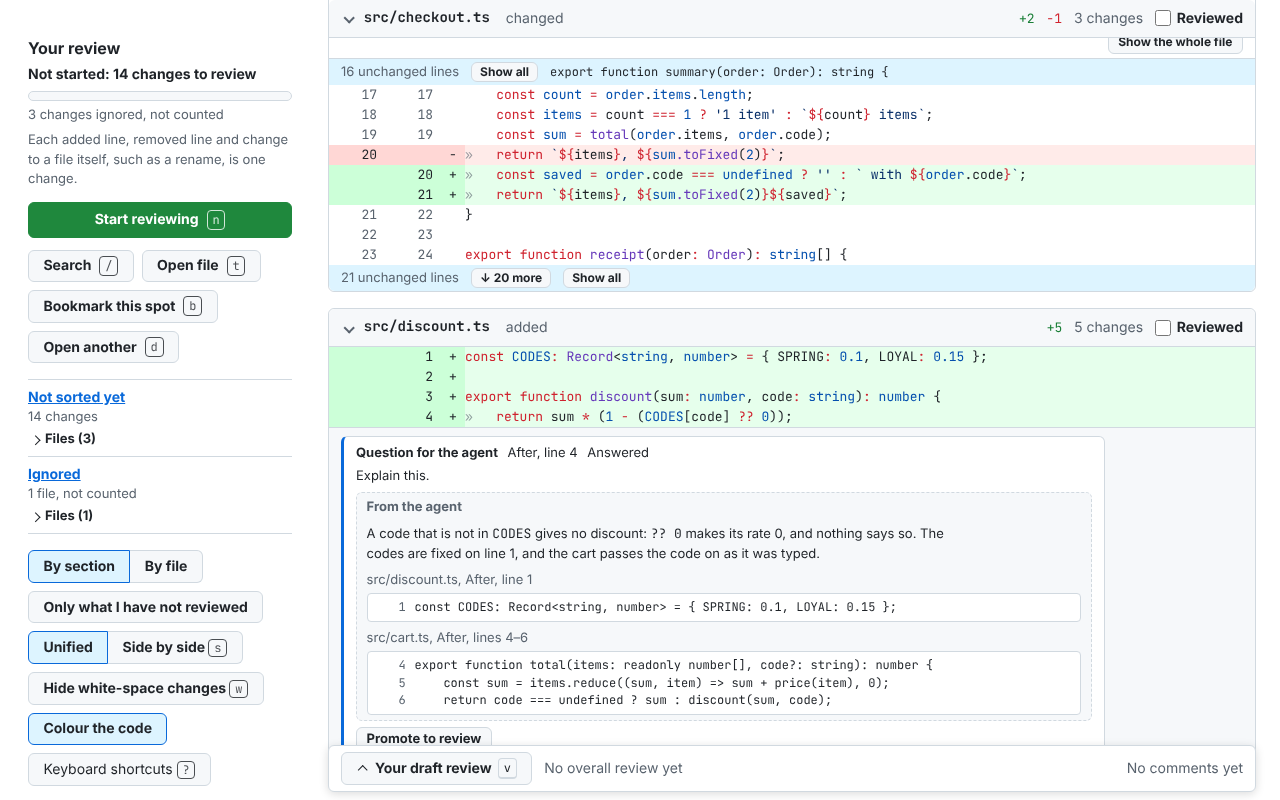 Your review
Not started: 14 changes to review
3 changes ignored, not counted
Each added line, removed line and change
to a file itself, such as a rename, is one
change.
Start reviewing n
Search / Open file t
Bookmark this spot b
Open another d
Not sorted yet
14 changes
Files (3)
Ignored
1 file, not counted
Files (1)
By section By file
Only what I have not reviewed
Unified Side by side s
Hide white-space changes w
Colour the code
Keyboard shortcuts ?
src/checkout.ts changed +2 -1 3 changes Reviewed
Show the whole file
16 unchanged lines Show all export function summary(order: Order): string {
17 17 const count = order.items.length;
18 18 const items = count === 1 ? '1 item' : `${count} items`;
19 19 const sum = total(order.items, order.code);
20 - » return `${items}, ${sum.toFixed(2)}`;
20 + » const saved = order.code === undefined ? '' : ` with ${order.code}`;
21 + » return `${items}, ${sum.toFixed(2)}${saved}`;
21 22 }
22 23
23 24 export function receipt(order: Order): string[] {
21 unchanged lines ↓ 20 more Show all
src/discount.ts added +5 5 changes Reviewed
1 + const CODES: Record<string, number> = { SPRING: 0.1, LOYAL: 0.15 };
2 +
3 + export function discount(sum: number, code: string): number {
4 + » return sum * (1 - (CODES[code] ?? 0));
Question for the agent After, line 4 Answered
Explain this.
From the agent
A code that is not in CODES gives no discount: ?? 0 makes its rate 0, and nothing says so. The
codes are fixed on line 1, and the cart passes the code on as it was typed.
src/discount.ts, After, line 1
1 const CODES: Record<string, number> = { SPRING: 0.1, LOYAL: 0.15 };
src/cart.ts, After, lines 4–6
4 export function total(items: readonly number[], code?: string): number {
5 const sum = items.reduce((sum, item) => sum + price(item), 0);
6 return code === undefined ? sum : discount(sum, code);
Promote to review
Your draft review v No overall review yet No comments yet